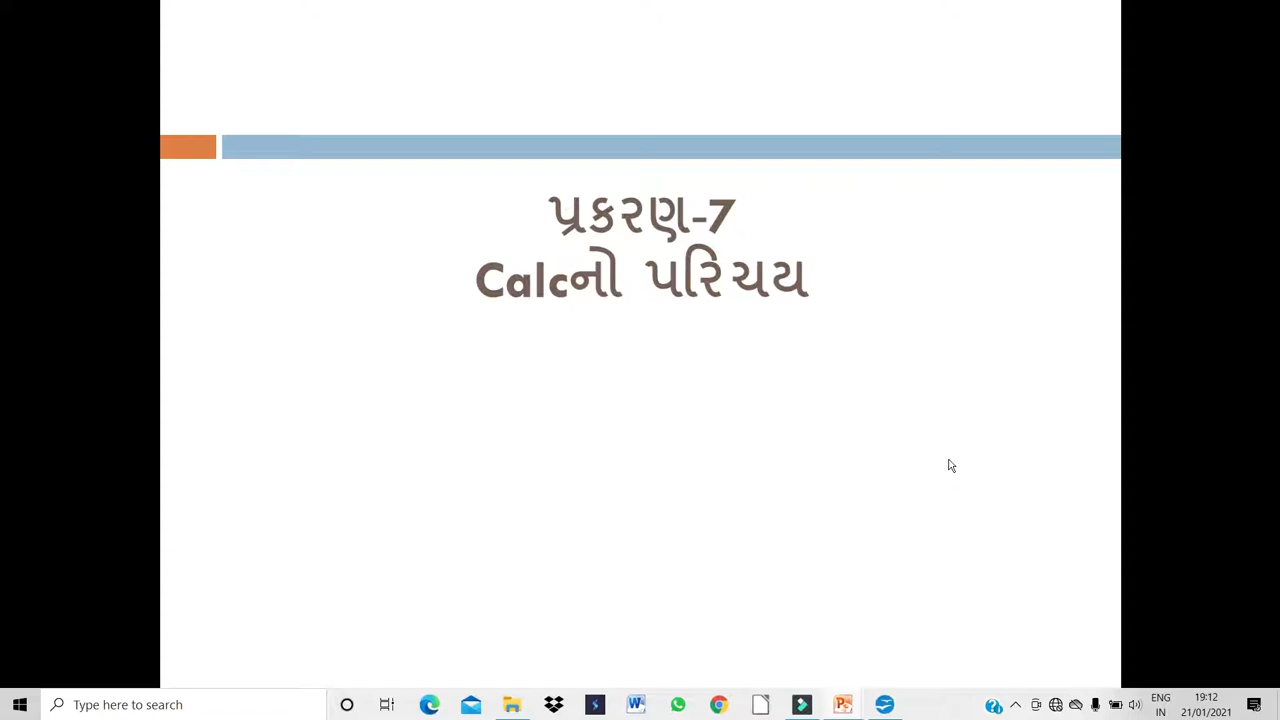 પ્રકરણ-7
Calcનો પરિચય
Type here to search
ENG
IN
19:12
21/01/2021